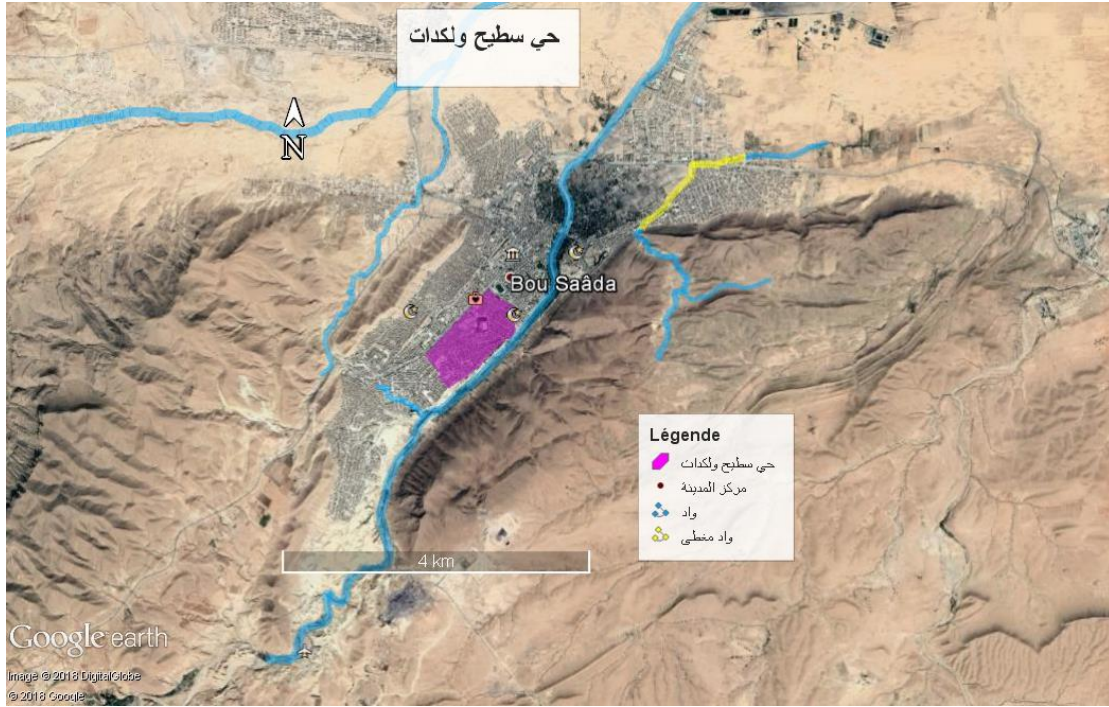 حي سطيح ولكدات
N
Bou Saâda
Légende
حي سطيح ولكدات
مركز المدينة
واد
واد مغطى
4 km
Google earth
Image © 2018 DigitalGlobe
© 2018 Google